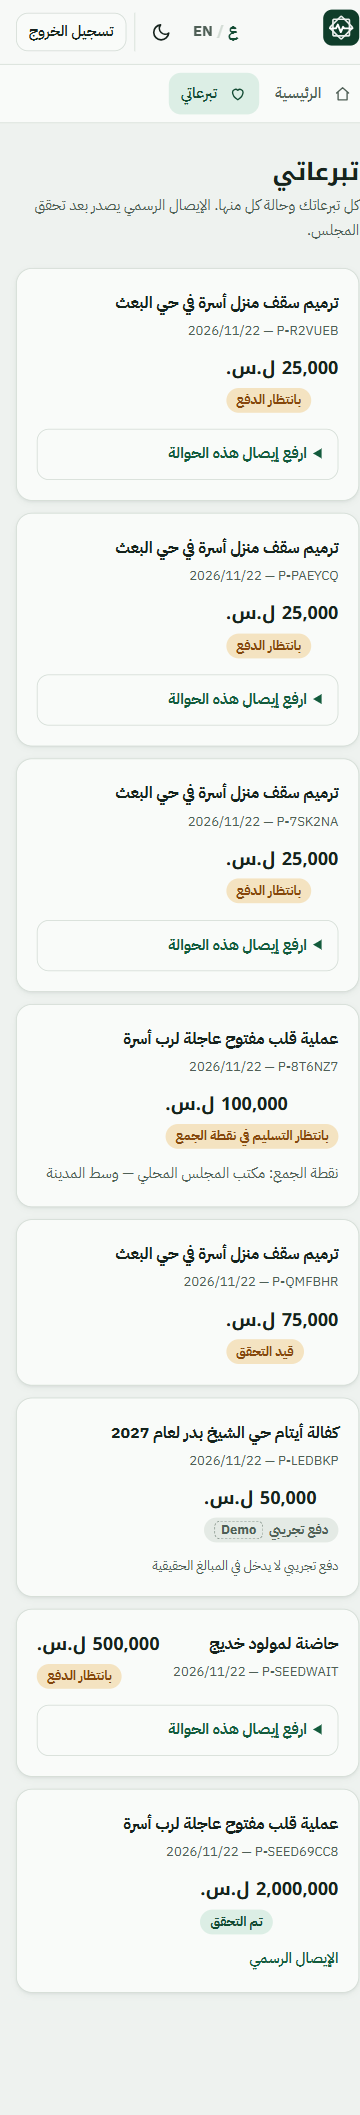 ع / EN
تسجيل الخروج
الرئيسية
تبرعاتي
تبرعاتي
كل تبرعاتك وحالة كل منها. الإيصال الرسمي يصدر بعد تحقق
المجلس.
ترميم سقف منزل أسرة في حي البعث
P-R2VUEB — 2026/11/22
25,000 ل.س.
بانتظار الدفع
◀ ارفع إيصال هذه الحوالة
ترميم سقف منزل أسرة في حي البعث
P-PAEYCQ — 2026/11/22
25,000 ل.س.
بانتظار الدفع
◀ ارفع إيصال هذه الحوالة
ترميم سقف منزل أسرة في حي البعث
P-7SK2NA — 2026/11/22
25,000 ل.س.
بانتظار الدفع
◀ ارفع إيصال هذه الحوالة
عملية قلب مفتوح عاجلة لرب أسرة
P-8T6NZ7 — 2026/11/22
100,000 ل.س.
بانتظار التسليم في نقطة الجمع
نقطة الجمع: مكتب المجلس المحلي — وسط المدينة
ترميم سقف منزل أسرة في حي البعث
P-QMFBHR — 2026/11/22
75,000 ل.س.
قيد التحقق
كفالة أيتام حي الشيخ بدر لعام 2027
P-LEDBKP — 2026/11/22
50,000 ل.س.
دفع تجريبي Demo
دفع تجريبي لا يدخل في المبالغ الحقيقية
حاضنة لمولود خديج
500,000 ل.س.
P-SEEDWAIT — 2026/11/22
بانتظار الدفع
◀ ارفع إيصال هذه الحوالة
عملية قلب مفتوح عاجلة لرب أسرة
P-SEED69CC8 — 2026/11/22
2,000,000 ل.س.
تم التحقق
الإيصال الرسمي